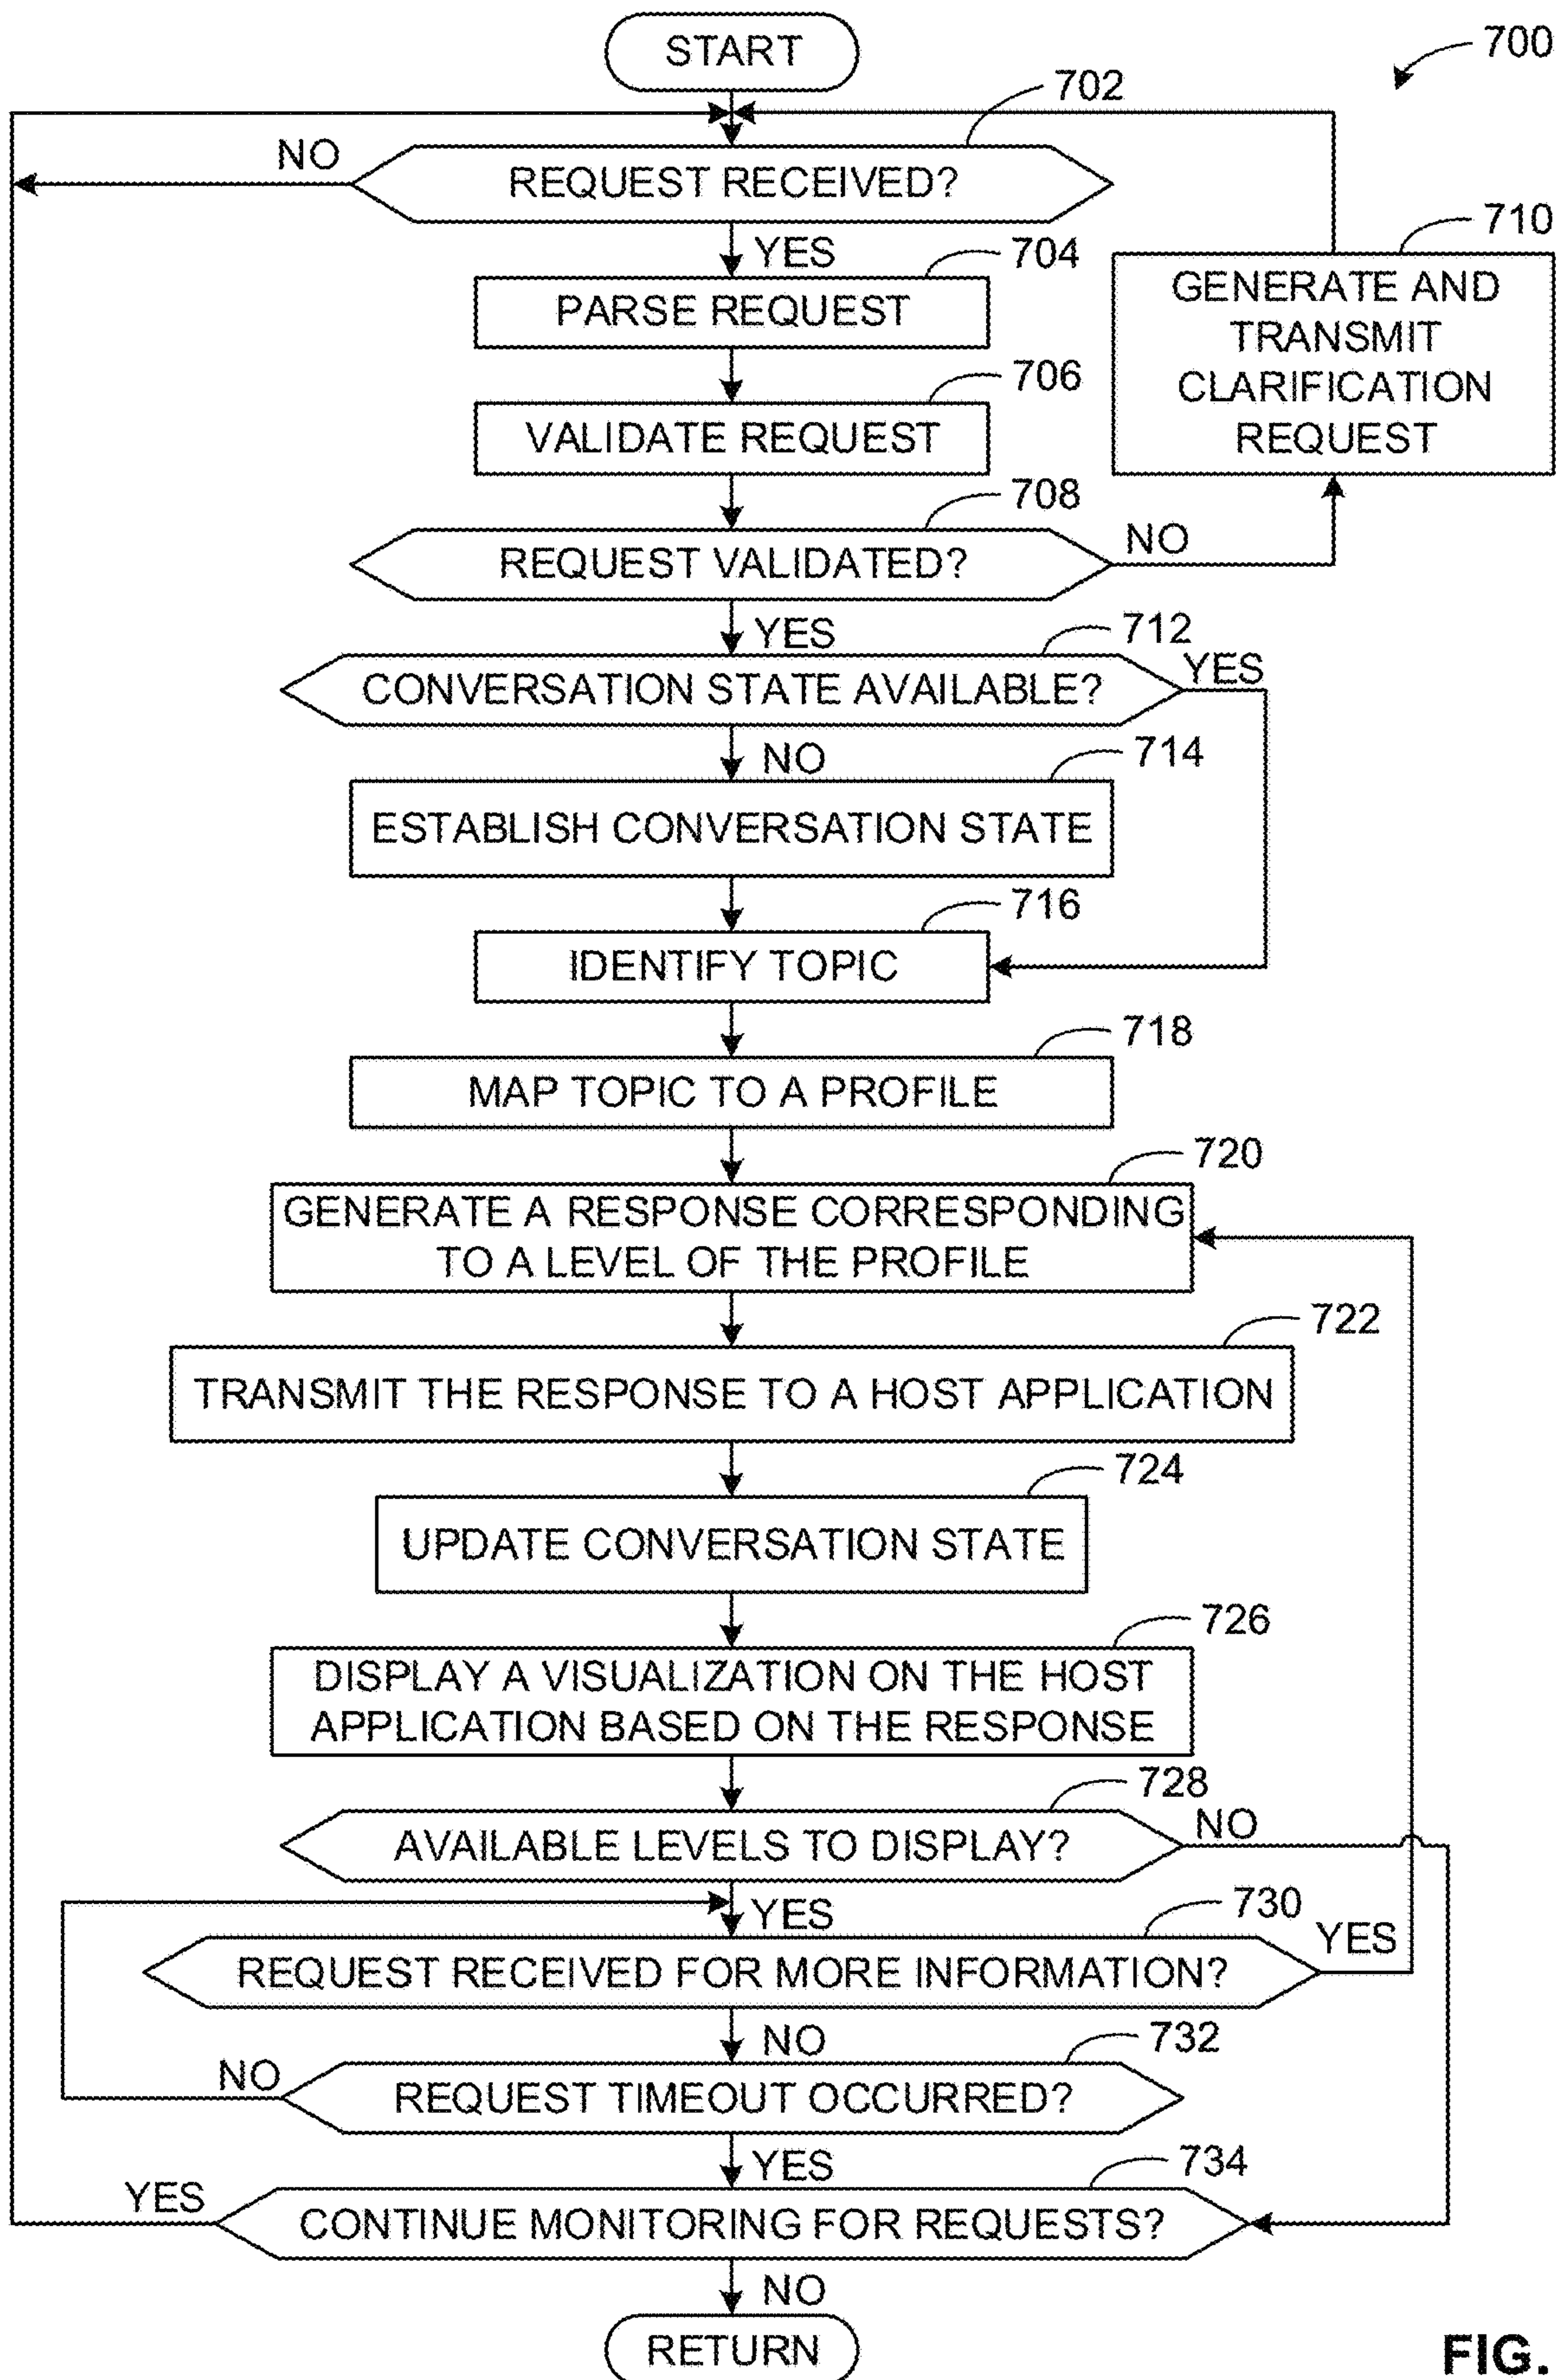 START
700
702
NO
REQUEST RECEIVED?
710
YES
704
PARSE REQUEST
GENERATE AND
TRANSMIT
CLARIFICATION
REQUEST
706
VALIDATE REQUEST
708
REQUEST VALIDATED?
NO
YES
712
CONVERSATION STATE AVAILABLE?
YES
NO
714
ESTABLISH CONVERSATION STATE
716
IDENTIFY TOPIC
718
MAP TOPIC TO A PROFILE
720
GENERATE A RESPONSE CORRESPONDING
TO A LEVEL OF THE PROFILE
722
TRANSMIT THE RESPONSE TO A HOST APPLICATION
724
UPDATE CONVERSATION STATE
726
DISPLAY A VISUALIZATION ON THE HOST
APPLICATION BASED ON THE RESPONSE
728
AVAILABLE LEVELS TO DISPLAY?
NO
YES
730
REQUEST RECEIVED FOR MORE INFORMATION?
YES
NO
732
NO
REQUEST TIMEOUT OCCURRED?
YES
734
YES
CONTINUE MONITORING FOR REQUESTS?
NO
RETURN
FIG.